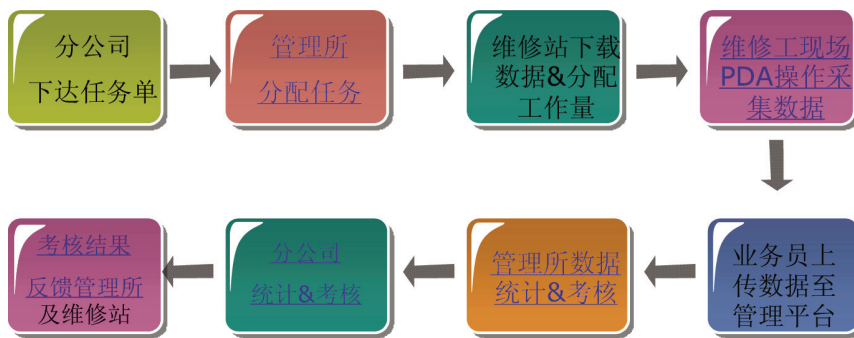 分公司
下达任务单
管理所
分配任务
维修站下载
数据&分配
工作量
维修工现场
PDA操作采
集数据
业务员上
传数据至
管理平台
管理所数据
统计&考核
分公司
统计&考核
考核结果
反馈管理所
及维修站